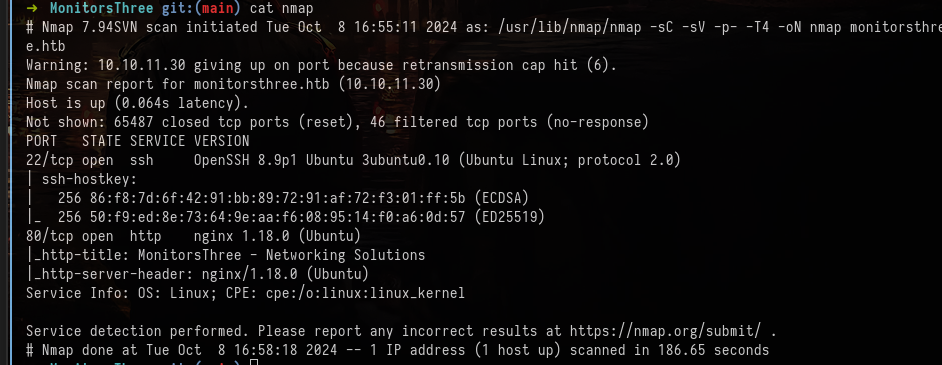 ➜ MonitorsThree git:(main) cat nmap
# Nmap 7.94SVN scan initiated Tue Oct  8 16:55:11 2024 as: /usr/lib/nmap/nmap -sC -sV -p- -T4 -oN nmap monitorsthre
e.htb
Warning: 10.10.11.30 giving up on port because retransmission cap hit (6).
Nmap scan report for monitorsthree.htb (10.10.11.30)
Host is up (0.064s latency).
Not shown: 65487 closed tcp ports (reset), 46 filtered tcp ports (no-response)
PORT   STATE SERVICE VERSION
22/tcp open  ssh     OpenSSH 8.9p1 Ubuntu 3ubuntu0.10 (Ubuntu Linux; protocol 2.0)
| ssh-hostkey:
|   256 86:f8:7d:6f:42:91:bb:89:72:91:af:72:f3:01:ff:5b (ECDSA)
|_  256 50:f9:ed:8e:73:64:9e:aa:f6:08:95:14:f0:a6:0d:57 (ED25519)
80/tcp open  http    nginx 1.18.0 (Ubuntu)
|_http-title: MonitorsThree - Networking Solutions
|_http-server-header: nginx/1.18.0 (Ubuntu)
Service Info: OS: Linux; CPE: cpe:/o:linux:linux_kernel
Service detection performed. Please report any incorrect results at https://nmap.org/submit/ .
# Nmap done at Tue Oct  8 16:58:18 2024 -- 1 IP address (1 host up) scanned in 186.65 seconds